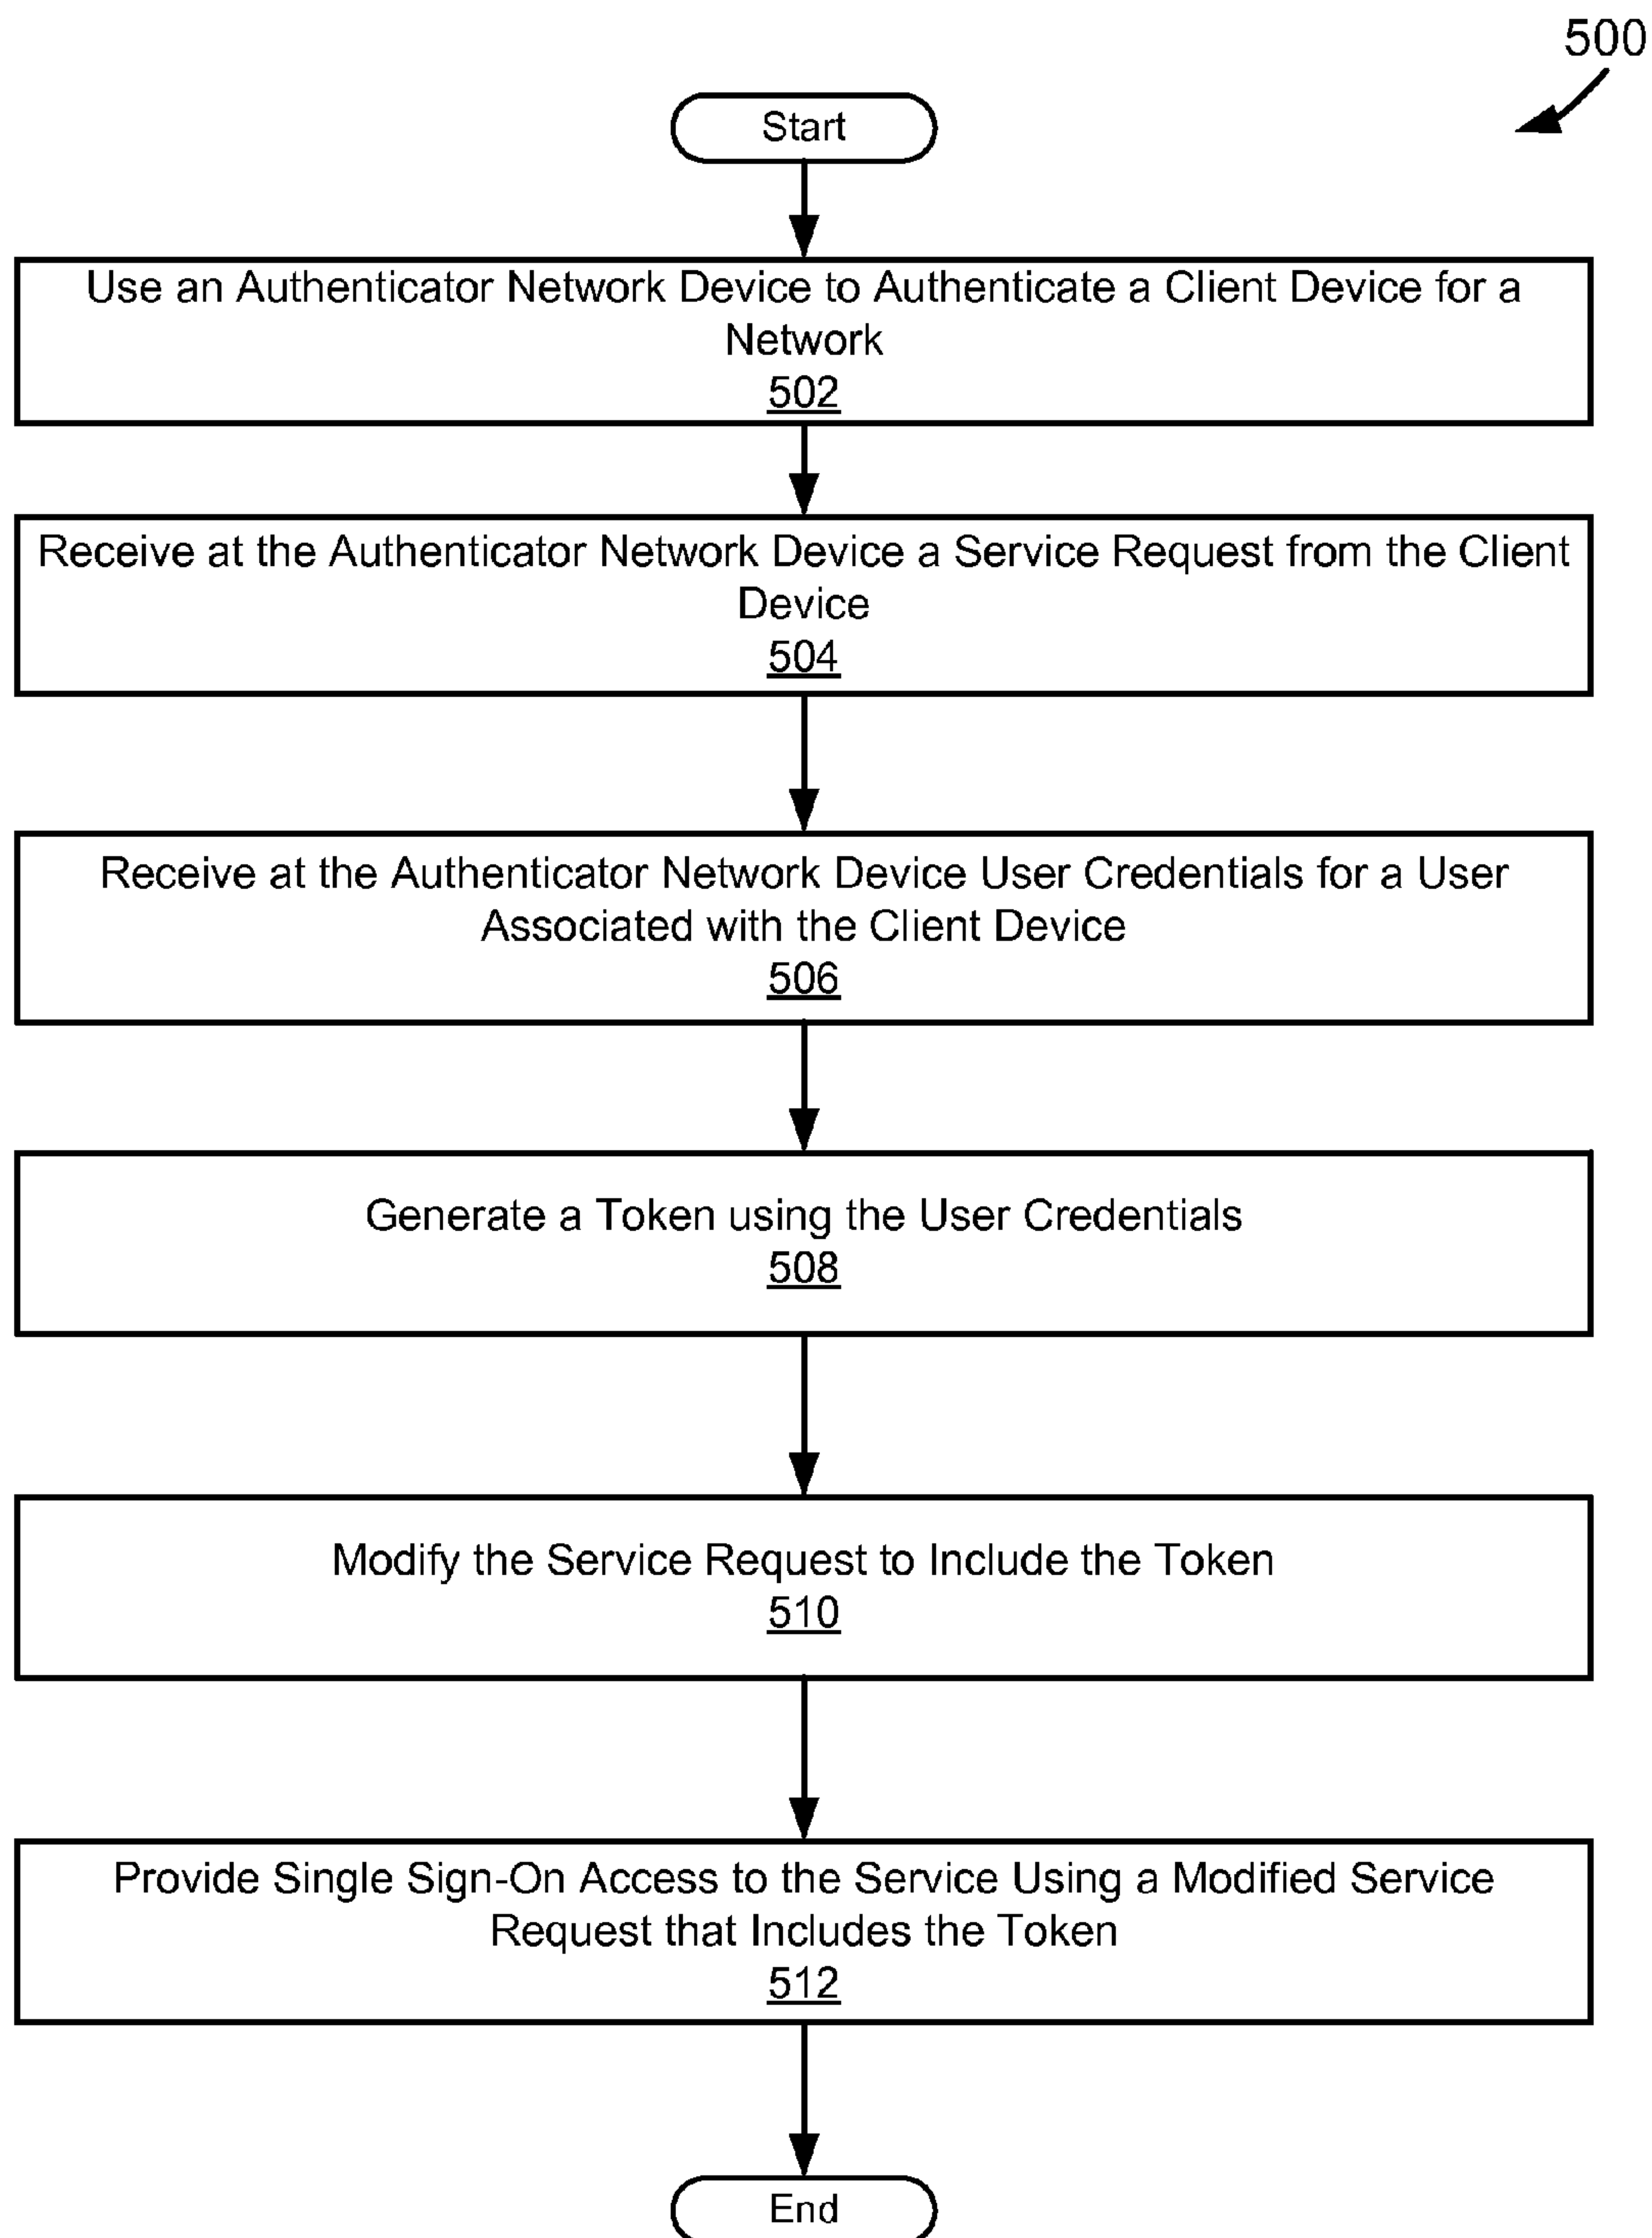 500
Start
Use an Authenticator Network Device to Authenticate a Client Device for a
Network
502
Receive at the Authenticator Network Device a Service Request from the Client
Device
504
Receive at the Authenticator Network Device User Credentials for a User
Associated with the Client Device
506
Generate a Token using the User Credentials
508
Modify the Service Request to Include the Token
510
Provide Single Sign-On Access to the Service Using a Modified Service
Request that Includes the Token
512
End